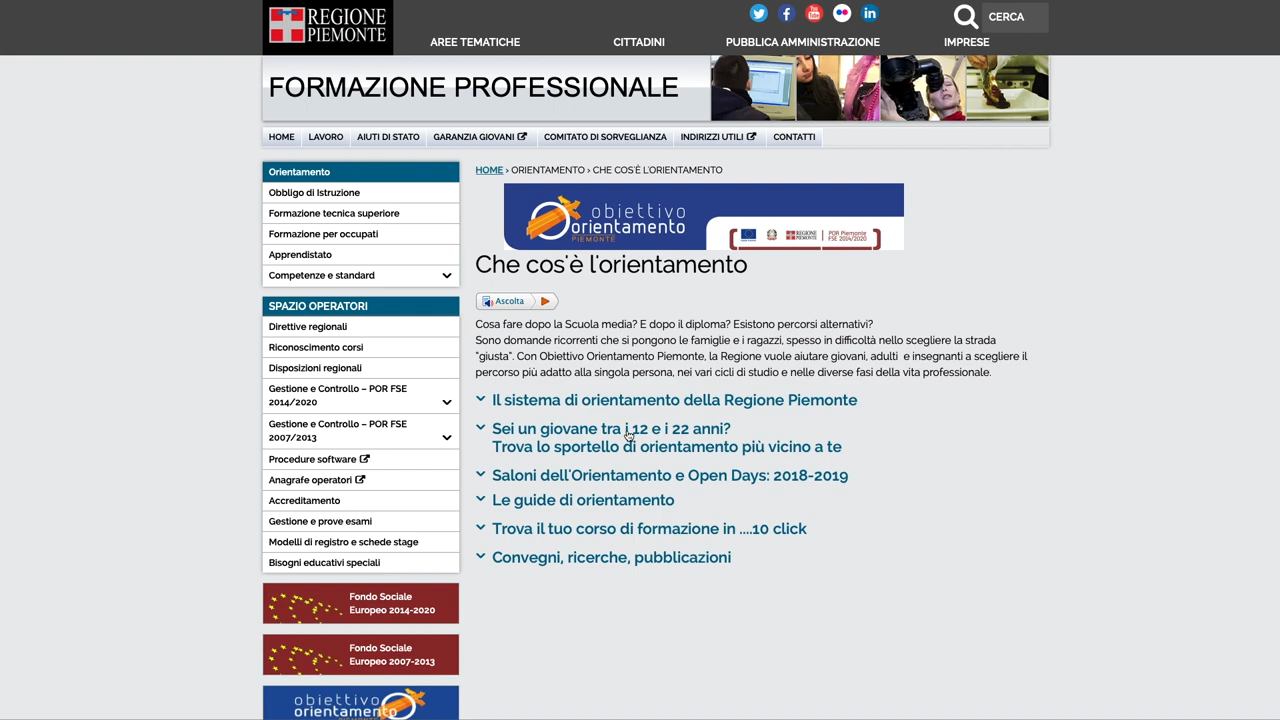 REGIONE
PIEMONTE
You
Tube
CERCA
AREE TEMATICHE
CITTADINI
PUBBLICA AMMINISTRAZIONE
IMPRESE
FORMAZIONE PROFESSIONALE
HOME
LAVORO
AIUTI DI STATO
GARANZIA GIOVANI
COMITATO DI SORVEGLIANZA
INDIRIZZI UTILI
CONTATTI
Orientamento
Obbligo di Istruzione
Formazione tecnica superiore
Formazione per occupati
Apprendistato
Competenze e standard
SPAZIO OPERATORI
Direttive regionali
Riconoscimento corsi
Disposizioni regionali
Gestione e Controllo – POR FSE
2014/2020
Gestione e Controllo – POR FSE
2007/2013
Procedure software
Anagrafe operatori
Accreditamento
Gestione e prove esami
Modelli di registro e schede stage
Bisogni educativi speciali
Fondo Sociale
Europeo 2014-2020
Fondo Sociale
Europeo 2007-2013
obiettivo
orientamento
PIEMONTE
HOME › ORIENTAMENTO › CHE COS'È L'ORIENTAMENTO
obiettivo
orientamento
PIEMONTE
REGIONE
PIEMONTE
POR Piemonte
FSE 2014/2020
Che cos'è l'orientamento
Ascolta
Cosa fare dopo la Scuola media? E dopo il diploma? Esistono percorsi alternativi?
Sono domande ricorrenti che si pongono le famiglie e i ragazzi, spesso in difficoltà nello scegliere la strada
"giusta". Con Obiettivo Orientamento Piemonte, la Regione vuole aiutare giovani, adulti e insegnanti a scegliere il
percorso più adatto alla singola persona, nei vari cicli di studio e nelle diverse fasi della vita professionale.
Il sistema di orientamento della Regione Piemonte
Sei un giovane tra i 12 e i 22 anni?
Trova lo sportello di orientamento più vicino a te
Saloni dell'Orientamento e Open Days: 2018-2019
Le guide di orientamento
Trova il tuo corso di formazione in ....10 click
Convegni, ricerche, pubblicazioni